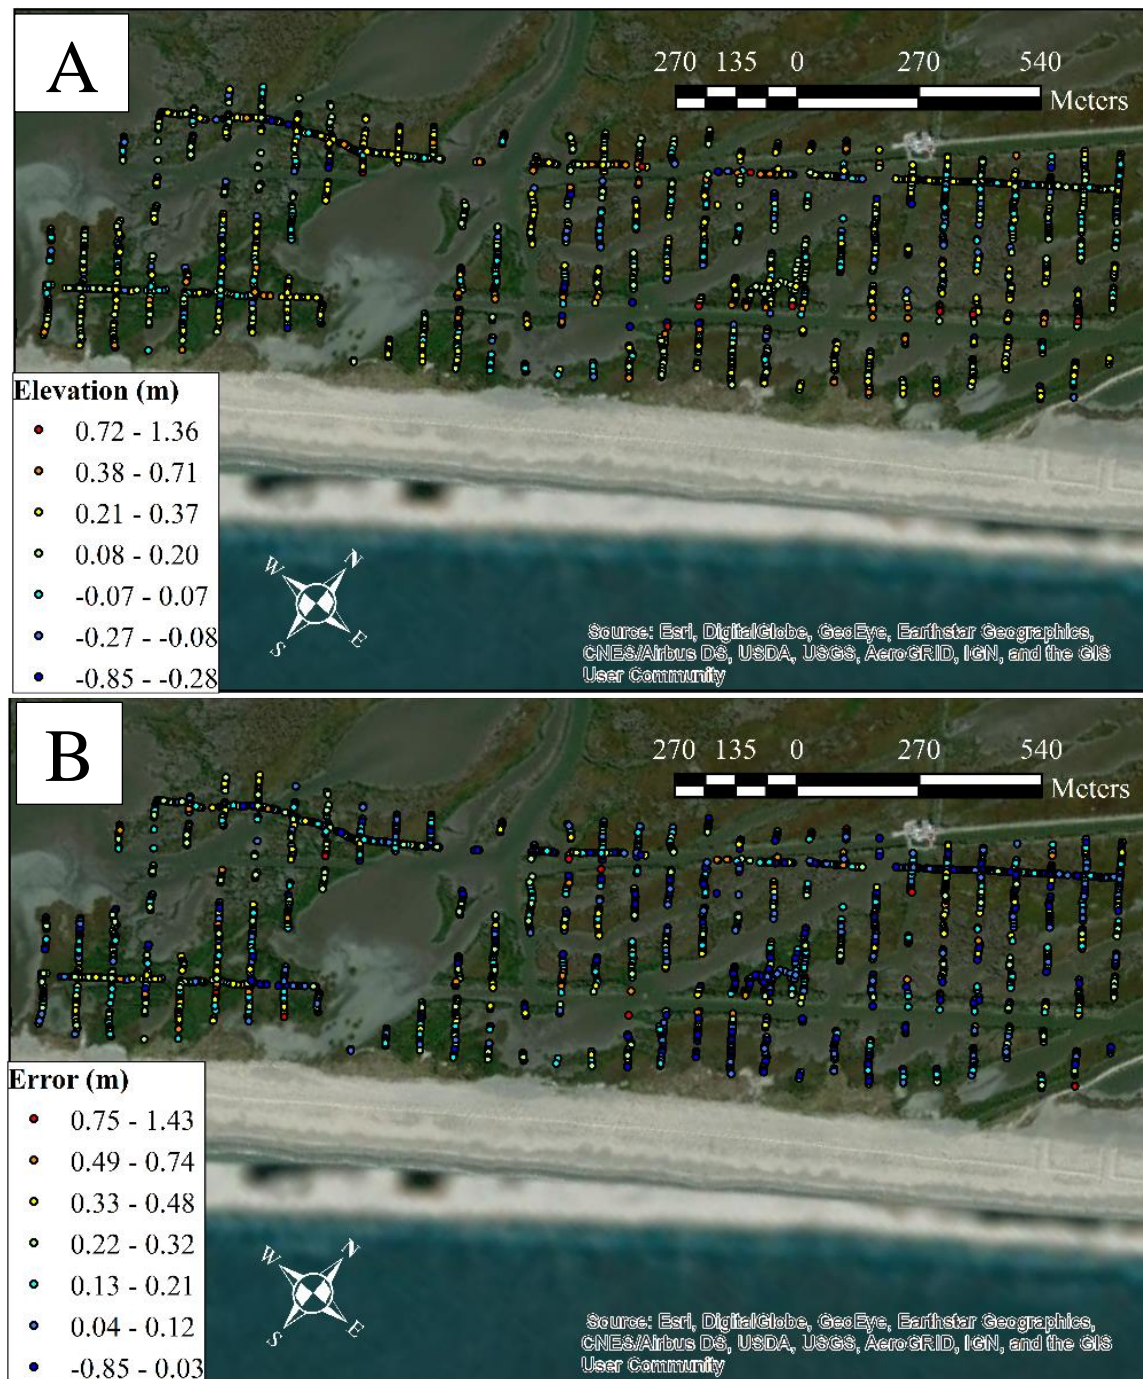 A
270 135 0 270 540
Meters
Elevation (m)
0.72 - 1.36
0.38 - 0.71
0.21 - 0.37
0.08 - 0.20
-0.07 - 0.07
-0.27 - -0.08
-0.85 - -0.28
W N
S E
Source: Esri, DigitalGlobe, GeoEye, Earthstar Geographics,
CNES/Airbus DS, USDA, USGS, AeroGRID, IGN, and the GIS
User Community
B
270 135 0 270 540
Meters
Error (m)
0.75 - 1.43
0.49 - 0.74
0.33 - 0.48
0.22 - 0.32
0.13 - 0.21
0.04 - 0.12
-0.85 - 0.03
W N
S E
Source: Esri, DigitalGlobe, GeoEye, Earthstar Geographics,
CNES/Airbus DS, USDA, USGS, AeroGRID, IGN, and the GIS
User Community